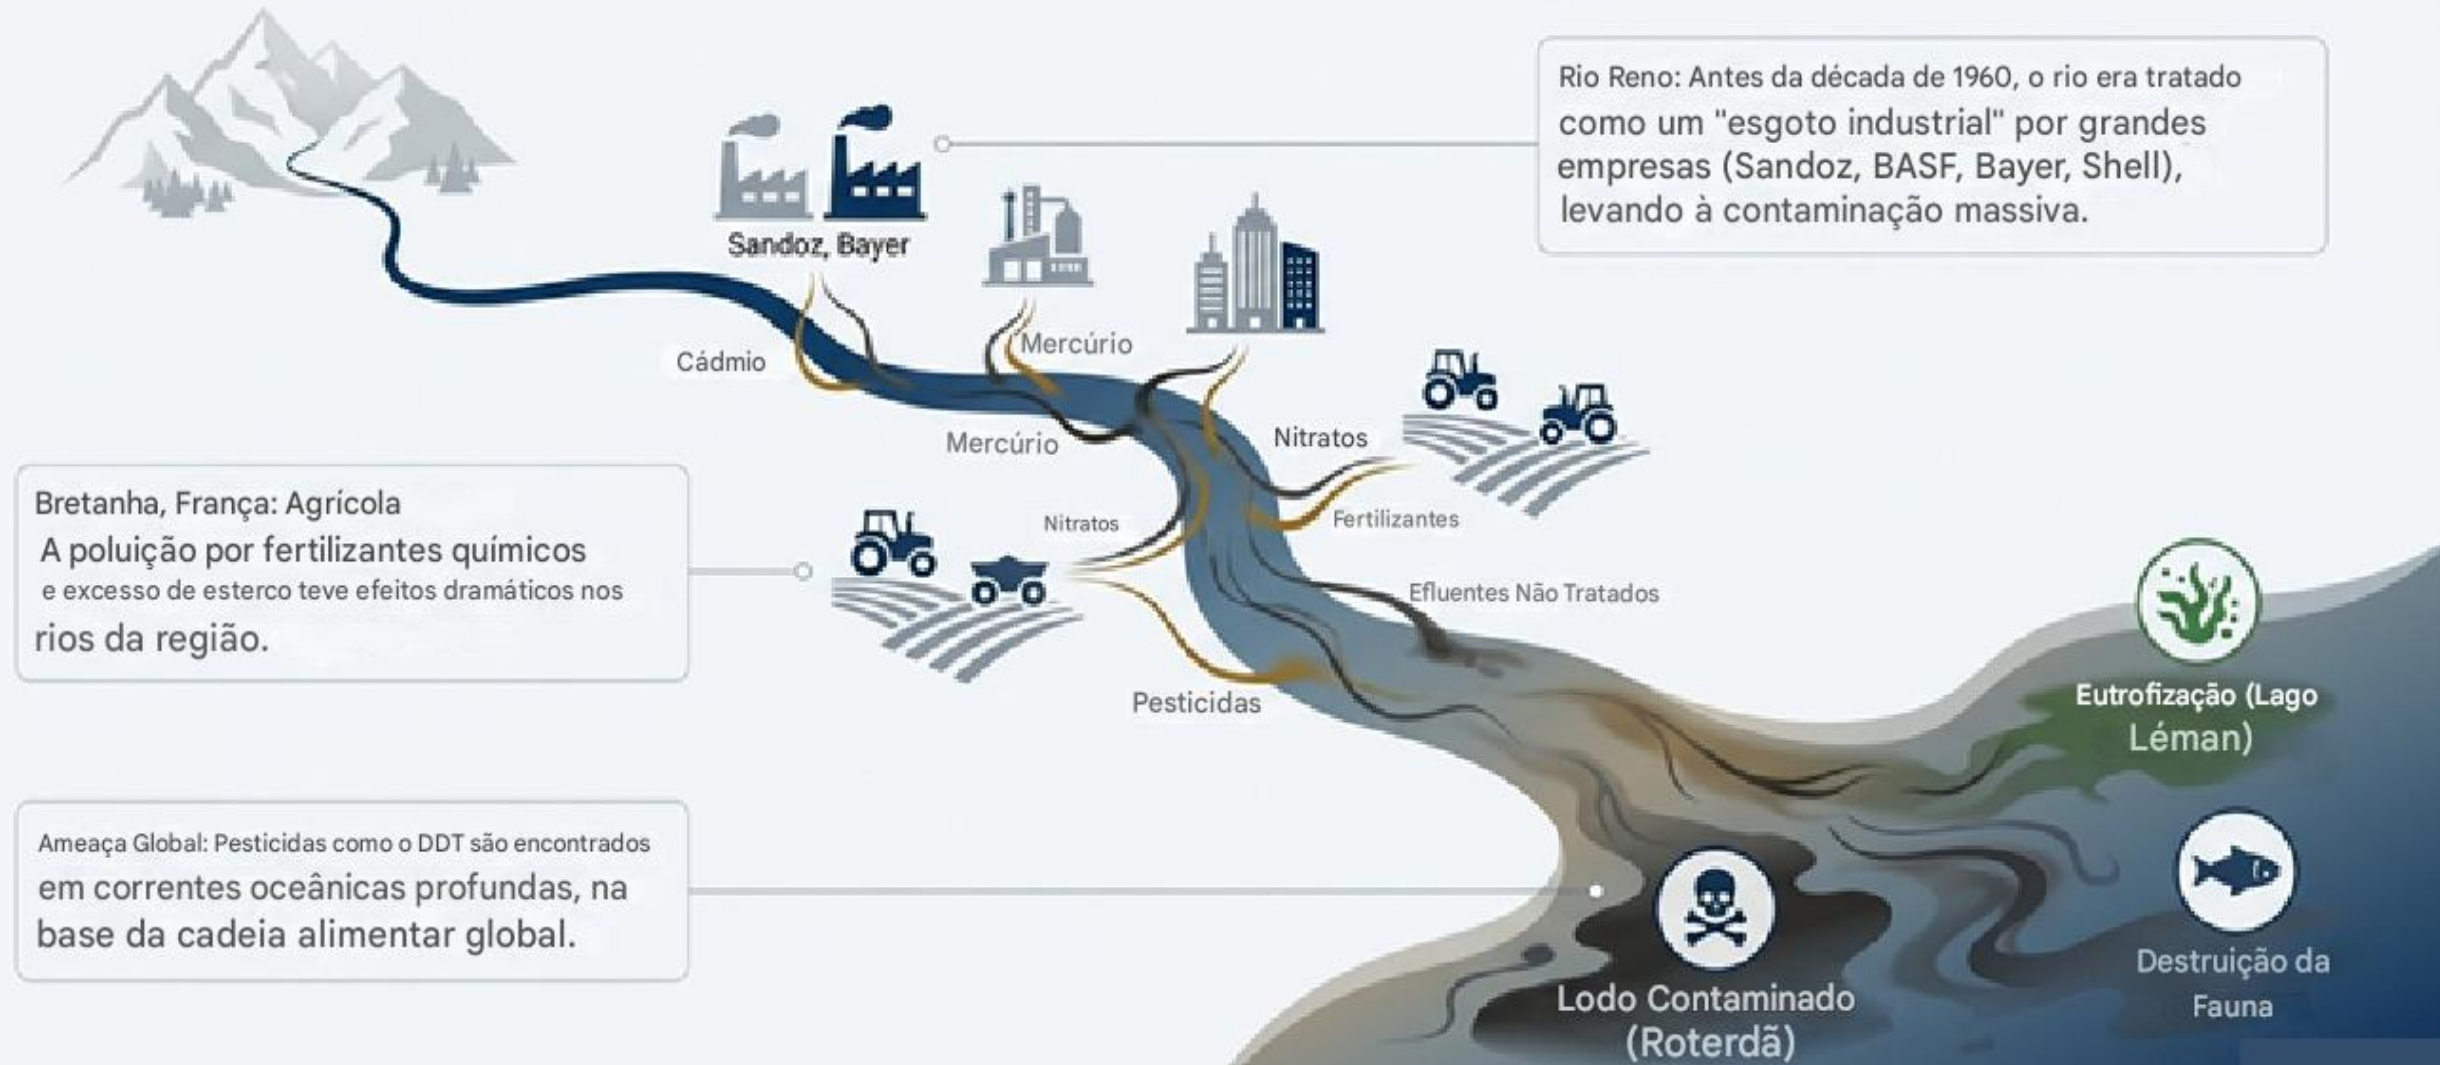 Rio Reno: Antes da década de 1960, o rio era tratado
como um "esgoto industrial" por grandes
empresas (Sandoz, BASF, Bayer, Shell),
levando à contaminação massiva.
Sandoz, Bayer
Cádmio
Mercúrio
Mercúrio
Nitratos
Fertilizantes
Bretanha, França: Agrícola
A poluição por fertilizantes químicos
e excesso de esterco teve efeitos dramáticos nos
rios da região.
Nitratos
Efluentes Não Tratados
Pesticidas
Eutrofização (Lago
Léman)
Ameaça Global: Pesticidas como o DDT são encontrados
em correntes oceânicas profundas, na
base da cadeia alimentar global.
Lodo Contaminado
(Roterdã)
Destruição da
Fauna